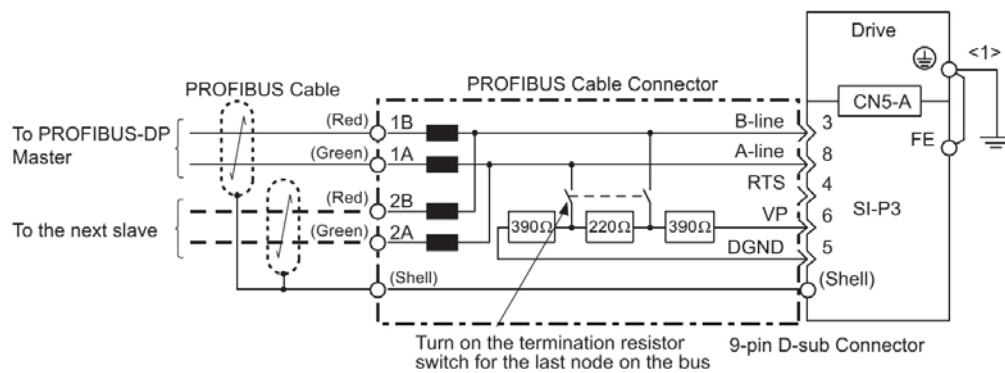 Drive
<1>
PROFIBUS Cable
PROFIBUS Cable Connector
CN5-A
To PROFIBUS-DP
Master
(Red)
1B
B-line
3
(Green)
1A
A-line
8
FE
RTS
4
SI-P3
To the next slave
(Red)
2B
VP
6
(Green)
2A
390Ω
220Ω
390Ω
DGND
5
(Shell)
(Shell)
Turn on the termination resistor
switch for the last node on the bus
9-pin D-sub Connector